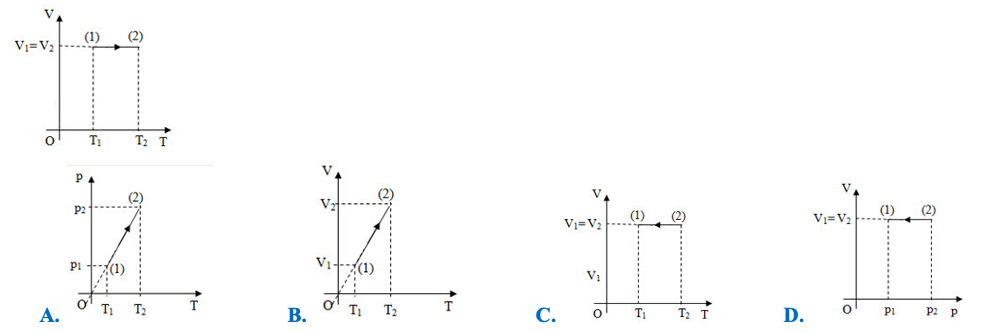 V
(1) (2)
V₁=V₂
O T₁ T₂ T
P
(2)
P₂
P₁ (1)
A. O T₁ T₂ T
V
(2)
V₂
V₁ (1)
B. O T₁ T₂ T
V
(1) (2)
V₁=V₂
V₁
C. O T₁ T₂ T
V
(1) (2)
V₁=V₂
D. O p₁ p₂ p